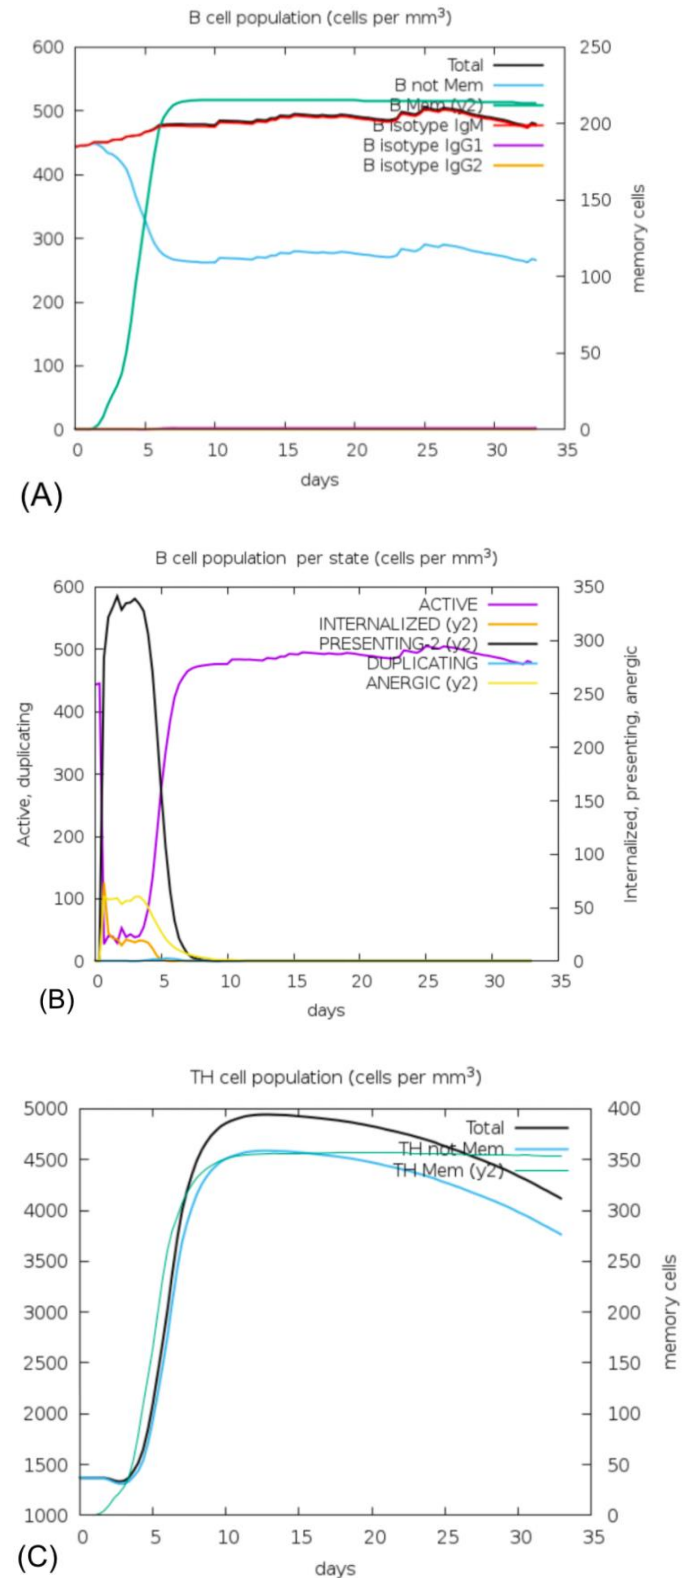 B cell population (cells per mm3)
600
500
400
300
200
100
0
250
200
150
100
50
0
memory cells
Total
B not Mem
B Mem (y2)
B isotype IgM
B isotype IgG1
B isotype IgG2
0 5 10 15 20 25 30 35
days
(A)
B cell population per state (cells per mm3)
Active, duplicating
600
500
400
300
200
100
0
350
300
250
200
150
100
50
0
Internalized, presenting, anergic
ACTIVE
INTERNALIZED (y2)
PRESENTING 2 (y2)
DUPLICATING
ANERGIC (y2)
0 5 10 15 20 25 30 35
days
(B)
TH cell population (cells per mm3)
5000
4500
4000
3500
3000
2500
2000
1500
1000
400
350
300
250
200
150
100
50
0
memory cells
Total
TH not Mem
TH Mem (y2)
0 5 10 15 20 25 30 35
days
(C)